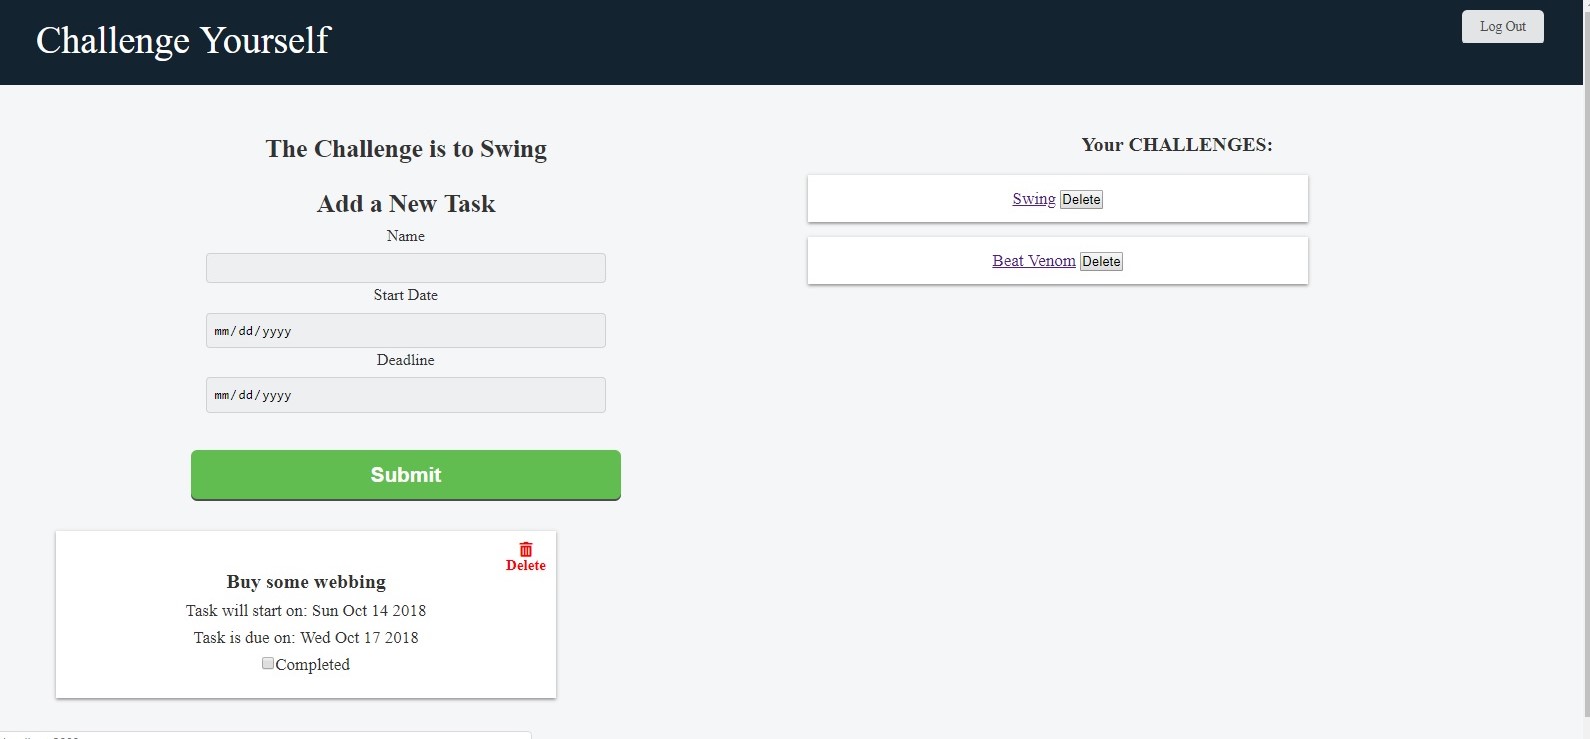 Challenge Yourself
Log Out
The Challenge is to Swing
Add a New Task
Name
Start Date
mm/dd/yyyy
Deadline
mm/dd/yyyy
Submit
Delete
Buy some webbing
Task will start on: Sun Oct 14 2018
Task is due on: Wed Oct 17 2018
Completed
Your CHALLENGES:
Swing Delete
Beat Venom Delete